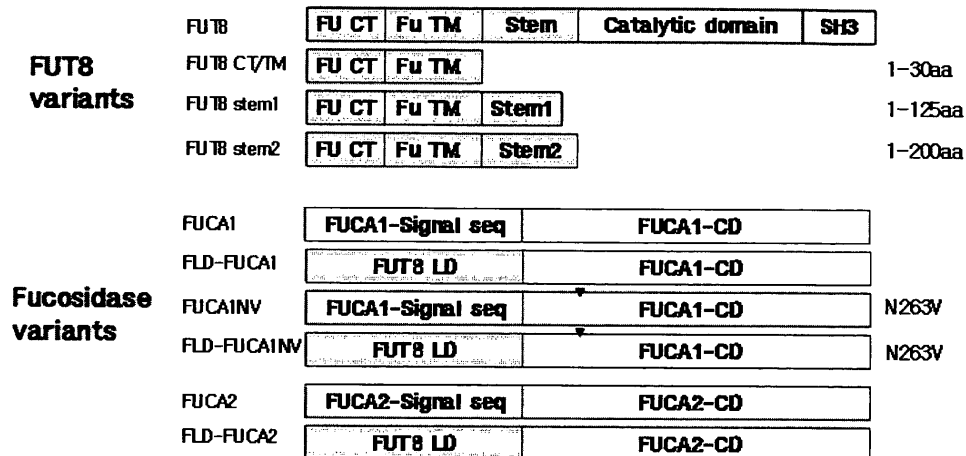 FUT8 FU CT Fu TM Stem Catalytic domain SH3
FUT8 variants
FUT8 CT/TM FU CT Fu TM 1-30aa
FUT8 stem1 FU CT Fu TM Stem1 1-125aa
FUT8 stem2 FU CT Fu TM Stem2 1-200aa
FUCA1 FUCA1-Signal seq FUCA1-CD
FLD-FUCA1 FUT8 LD FUCA1-CD
Fucosidase variants
FUCA1NV FUCA1-Signal seq FUCA1-CD N263V
FLD-FUCA1NV FUT8 LD FUCA1-CD N263V
FUCA2 FUCA2-Signal seq FUCA2-CD
FLD-FUCA2 FUT8 LD FUCA2-CD